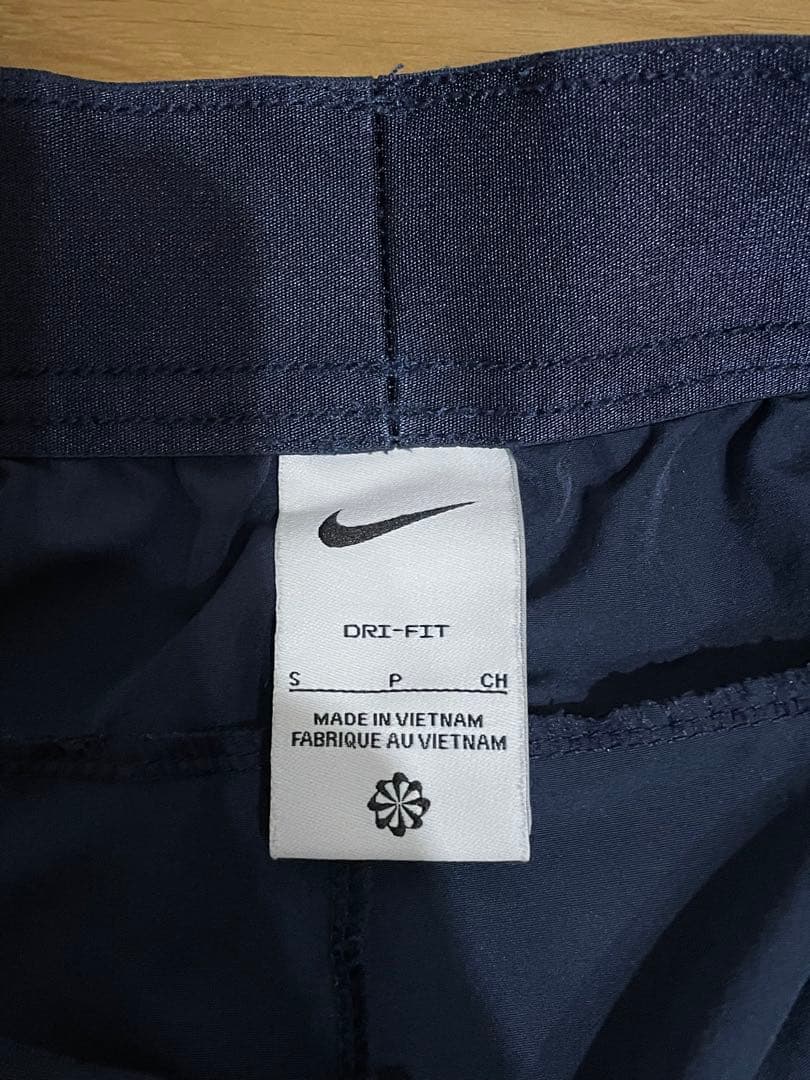 DRI-FIT
S P CH
MADE IN VIETNAM
FABRIQUE AU VIETNAM